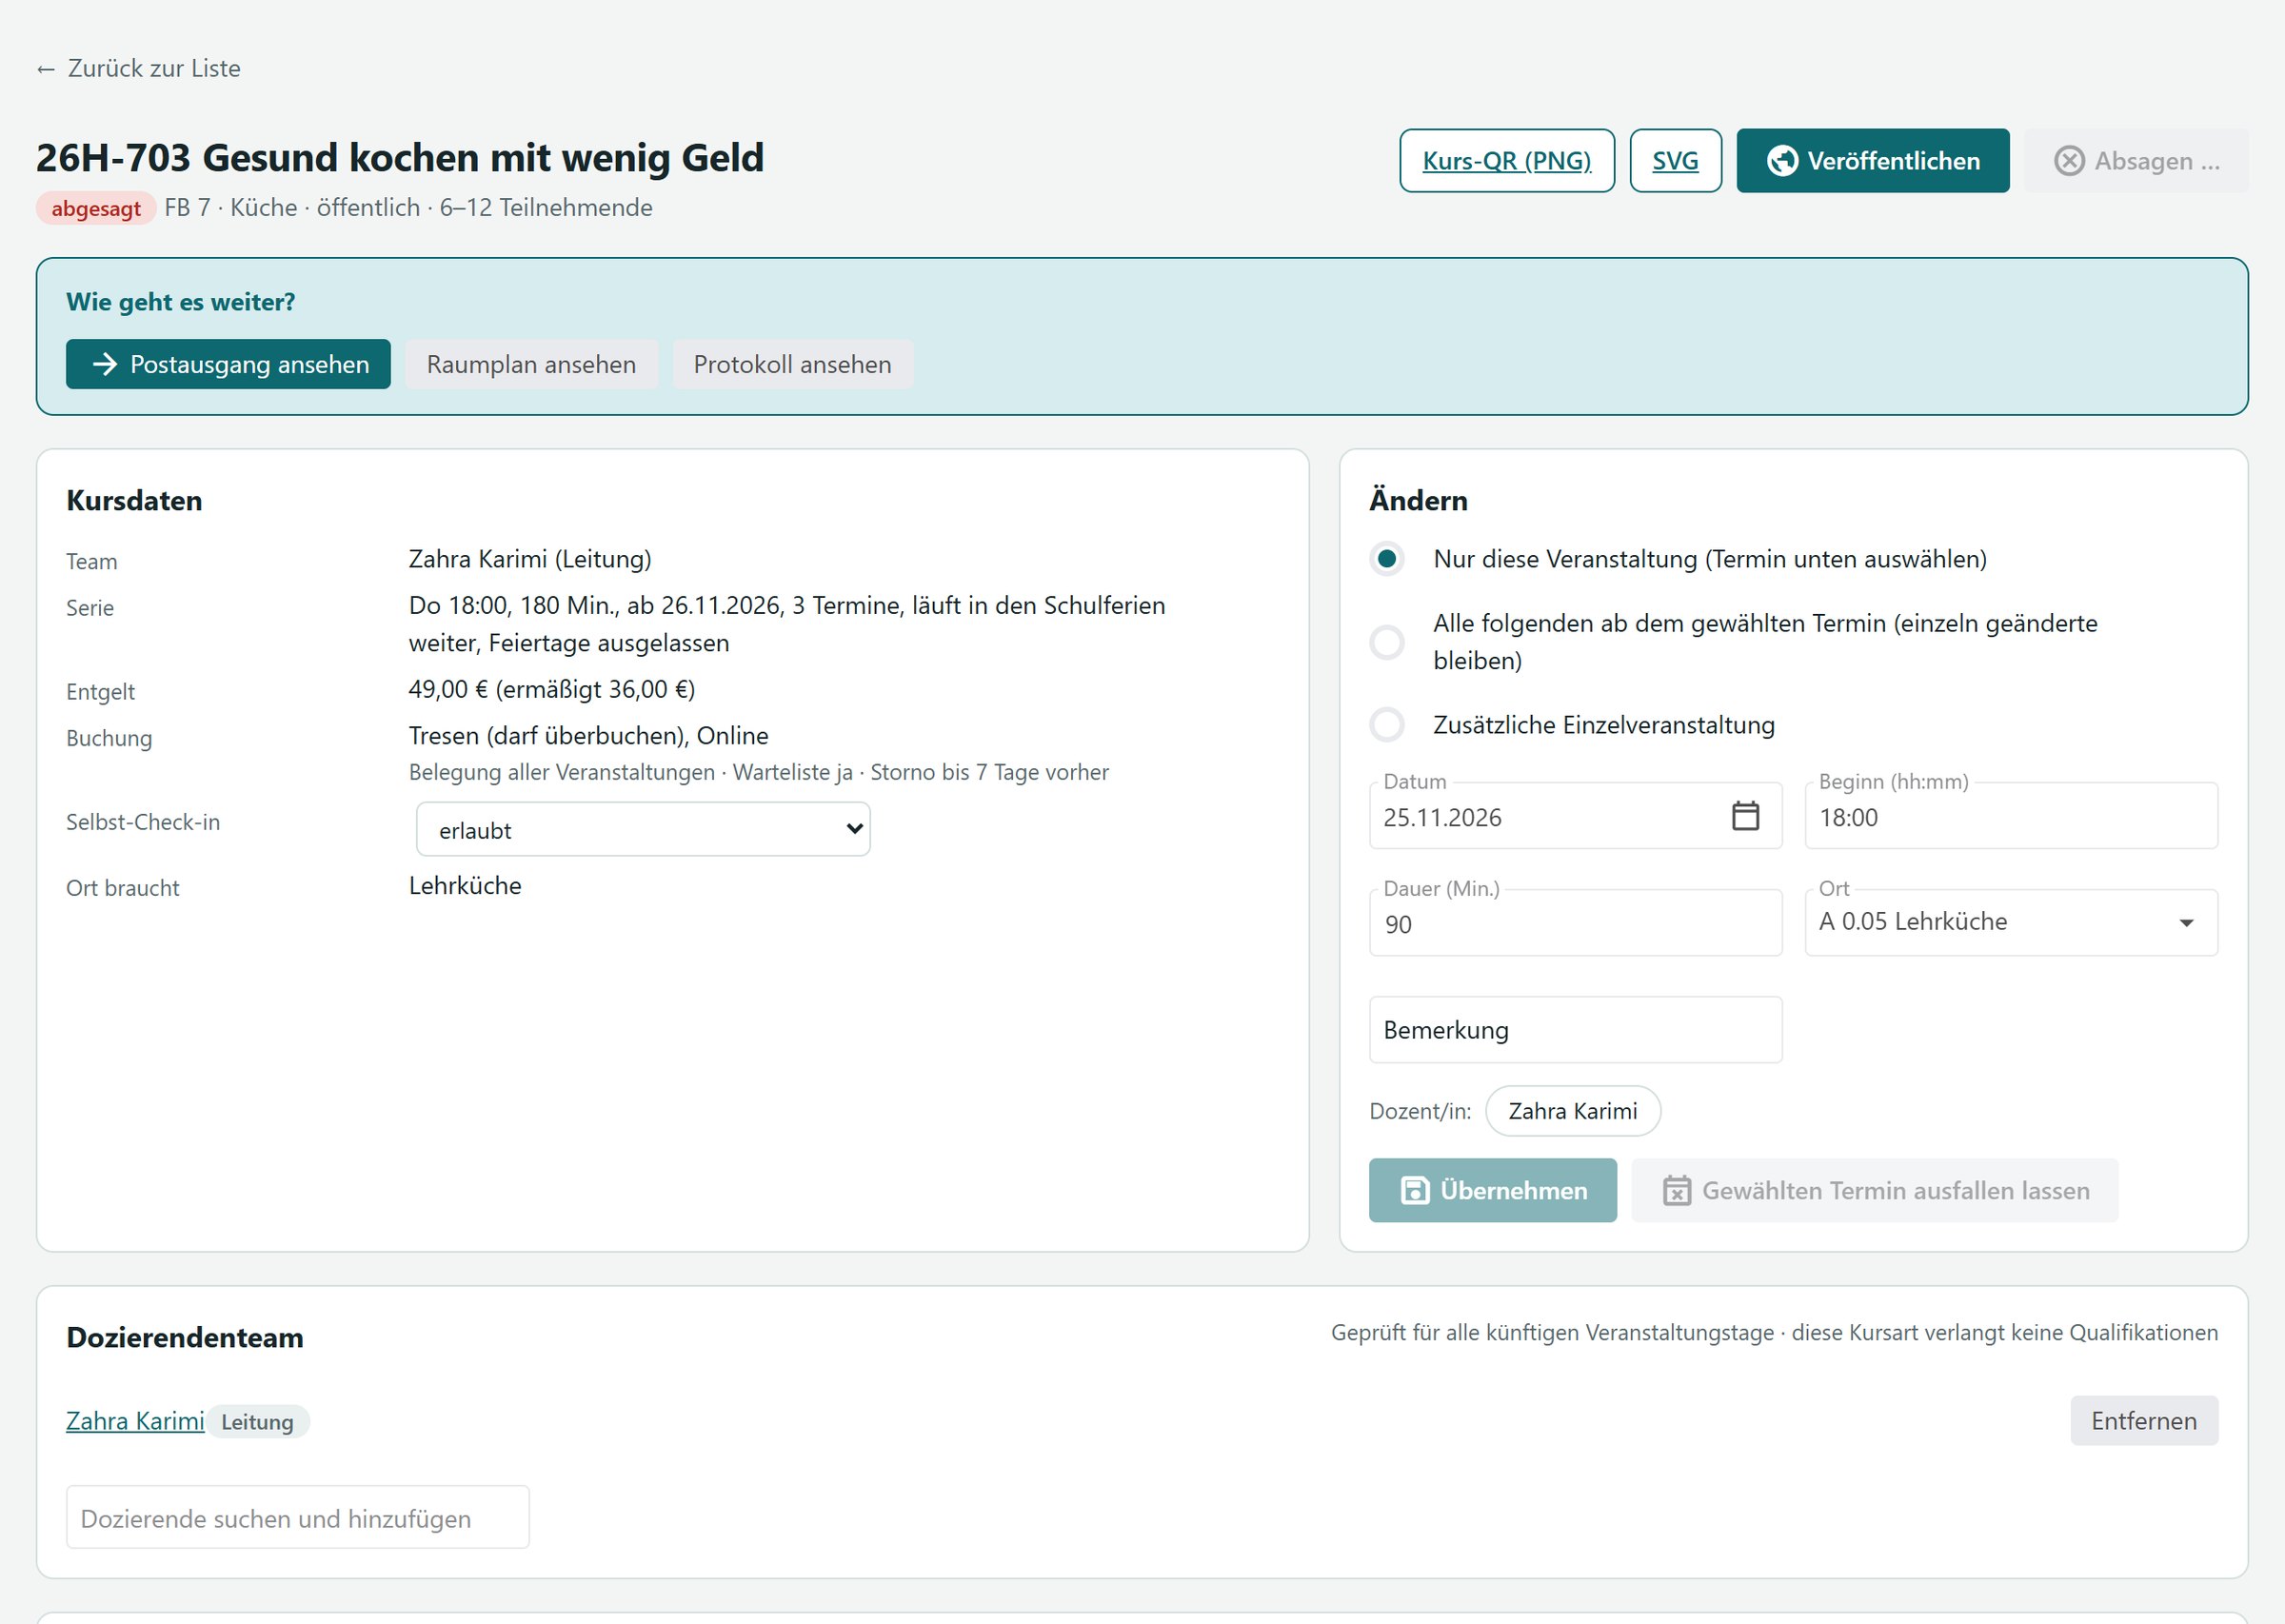 ← Zurück zur Liste
26H-703 Gesund kochen mit wenig Geld
Kurs-QR (PNG)
SVG
Veröffentlichen
Absagen ...
abgesagt FB 7 · Küche · öffentlich · 6–12 Teilnehmende
Wie geht es weiter?
→ Postausgang ansehen
Raumplan ansehen
Protokoll ansehen
Kursdaten
Team
Zahra Karimi (Leitung)
Serie
Do 18:00, 180 Min., ab 26.11.2026, 3 Termine, läuft in den Schulferien
weiter, Feiertage ausgelassen
Entgelt
49,00 € (ermäßigt 36,00 €)
Buchung
Tresen (darf überbuchen), Online
Belegung aller Veranstaltungen · Warteliste ja · Storno bis 7 Tage vorher
Selbst-Check-in
erlaubt
Ort braucht
Lehrküche
Ändern
Nur diese Veranstaltung (Termin unten auswählen)
Alle folgenden ab dem gewählten Termin (einzeln geänderte
bleiben)
Zusätzliche Einzelveranstaltung
Datum
25.11.2026
Beginn (hh:mm)
18:00
Dauer (Min.)
90
Ort
A 0.05 Lehrküche
Bemerkung
Dozent/in: Zahra Karimi
Übernehmen
Gewählten Termin ausfallen lassen
Dozierendenteam
Geprüft für alle künftigen Veranstaltungstage · diese Kursart verlangt keine Qualifikationen
Zahra Karimi Leitung
Entfernen
Dozierende suchen und hinzufügen